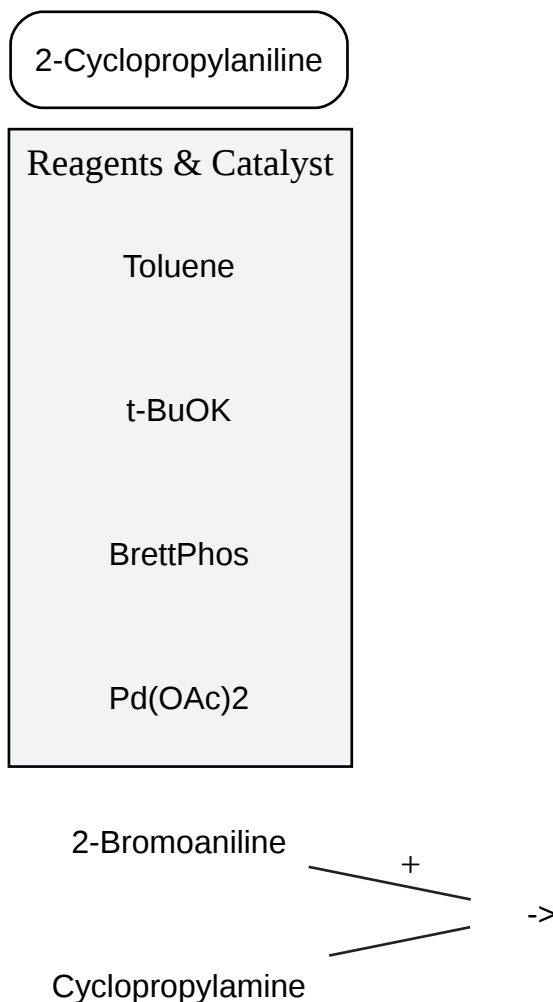 2-Cyclopropylaniline
Reagents & Catalyst
Toluene
t-BuOK
BrettPhos
Pd(OAc)2
2-Bromoaniline
+
->
Cyclopropylamine